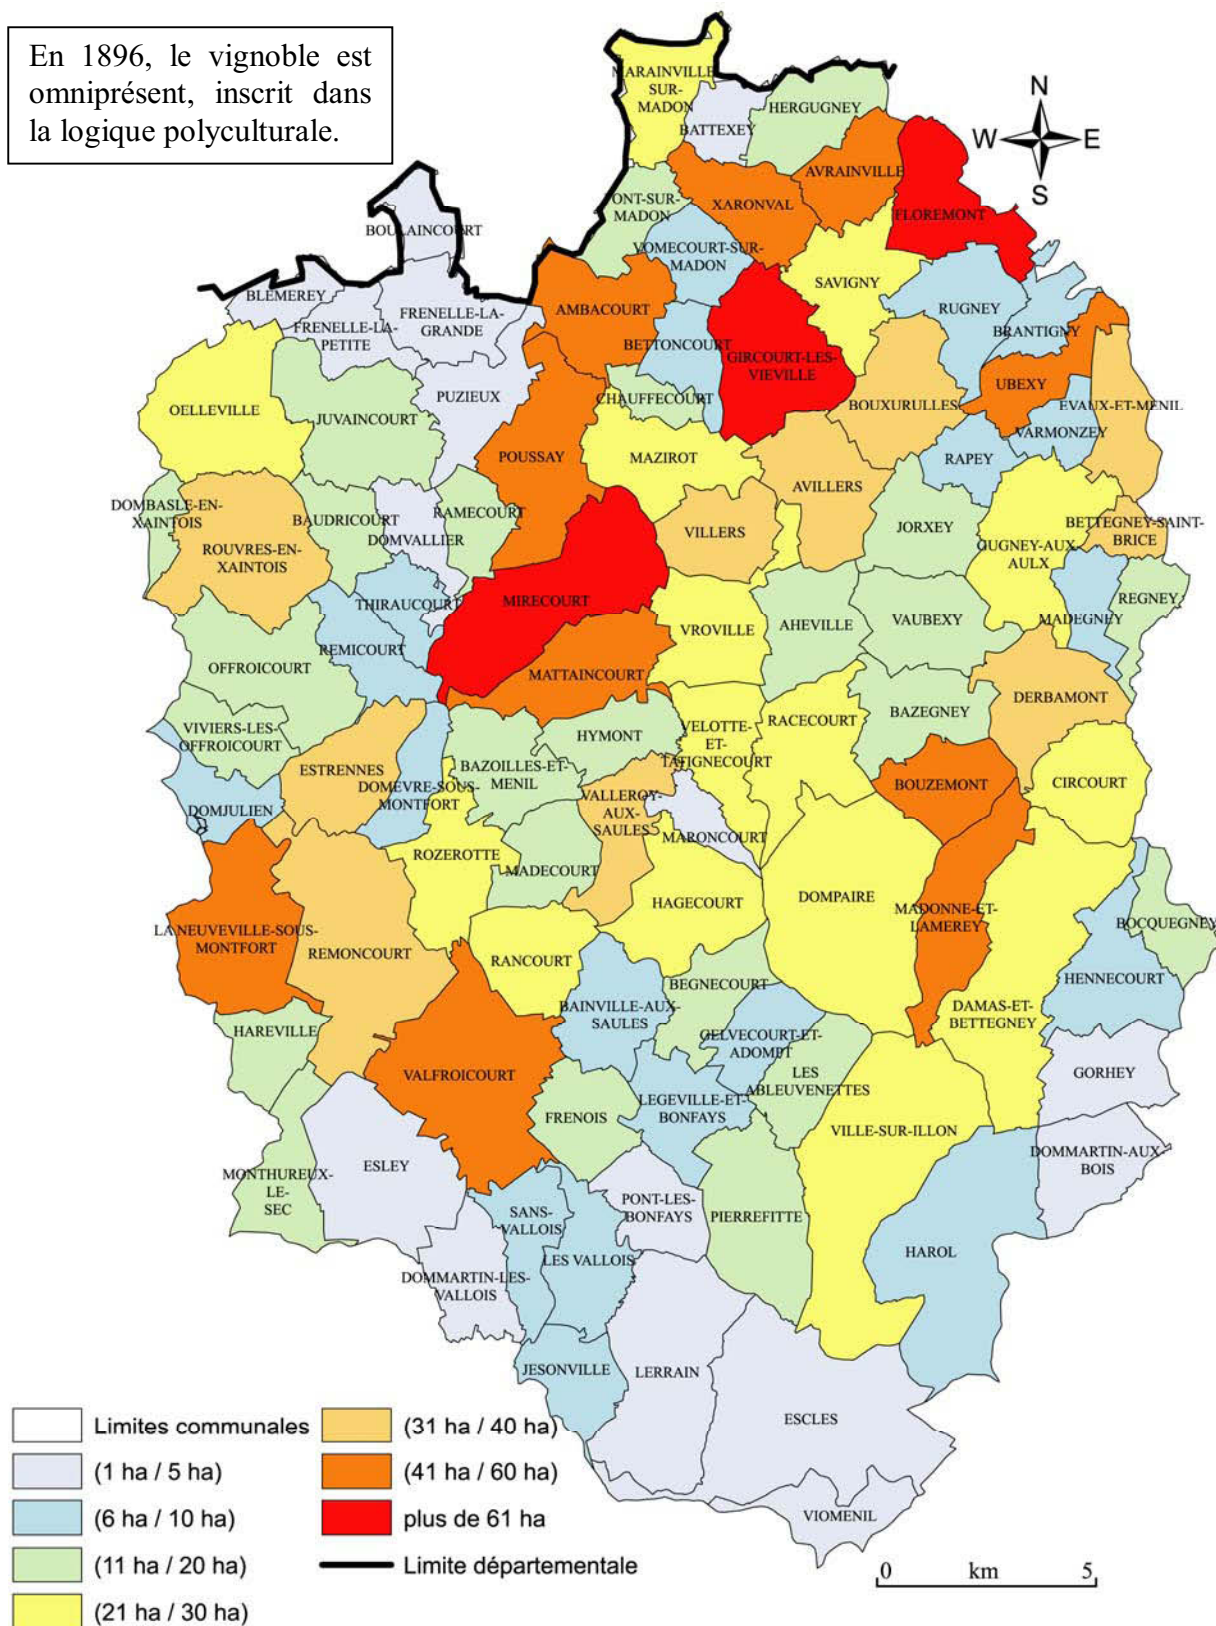 En 1896, le vignoble est
omniprésent, inscrit dans
la logique polyculturale.
N
W
E
S
MARAINVILLE-
SUR-
MADON
BATTEXEY
HERGUGNEY
AVRAINVILLE
FLOREMONT
XARONVAL
PONT-SUR-
MADON
VOMECOURT-SUR-
MADON
SAVIGNY
BOULAINCOURT
BLEMEREY
FRENELLE-LA-
PETITE
FRENELLE-LA-
GRANDE
AMBACOURT
BETTONCOURT
GIRCOURT-LES-
VIEVILLE
RUGNEY
BRANTIGNY
UBEXY
EVAUX-ET-MENIL
VARMONZEY
BOUXURULLES
RAPEY
OELLEVILLE
JUVAINCOURT
PUZIEUX
CHAUFFECOURT
POUSSAY
MAZIROT
AVILLERS
DOMBASLE-EN-
XAINTOIS
ROUVRES-EN-
XAINTOIS
BAUDRICOURT
DOMVALLIER
RAMECOURT
VILLERS
JORXEY
GUGNEY-AUX-
AULX
BETTEGNEY-SAINT-
BRICE
MIRECOURT
THIRAUCOURT
REMICOURT
VROVILLE
AHEVILLE
VAUBEXY
MADEGNEY
REGNEY
OFFROICOURT
MATTAINCOURT
DERBAMONT
VIVIERS-LES-
OFFROICOURT
ESTRENNES
DOMEVRE-SOUS-
MONTFORT
BAZOILLES-ET-
MENIL
HYMONT
VELOTTE-
ET-
TATIGNECOURT
RACECOURT
BAZEGNEY
BOUZEMONT
CIRCOURT
DOMJULIEN
VALLEROY-
AUX-
SAULES
MARONCOURT
ROZEROTTE
MADECOURT
HAGECOURT
DOMPAIRE
MADONNE-ET-
LAMEREY
LA NEUVEVILLE-SOUS-
MONTFORT
REMONCOURT
RANCOURT
BOCQUEGNEY
HENNECOURT
BAINVILLE-AUX-
SAULES
BEGNECOURT
GELVECOURT-ET-
ADOMPT
DAMAS-ET-
BETTEGNEY
HAREVILLE
VALFROICOURT
LES
ABLEUVENETTES
GORHEY
FRENOIS
LEGEVILLE-ET-
BONFAYS
VILLE-SUR-ILLON
MONTHUREUX-
LE-
SEC
ESLEY
DOMMARTIN-AUX-
BOIS
SANS-
VALLOIS
PONT-LES-
BONFAYS
PIERREFITTE
HAROL
DOMMARTIN-LES-
VALLOIS
LES VALLOIS
JESONVILLE
LERRAIN
ESCLES
VIOMENIL
Limites communales
(1 ha / 5 ha)
(6 ha / 10 ha)
(11 ha / 20 ha)
(21 ha / 30 ha)
(31 ha / 40 ha)
(41 ha / 60 ha)
plus de 61 ha
Limite départementale
0 km 5